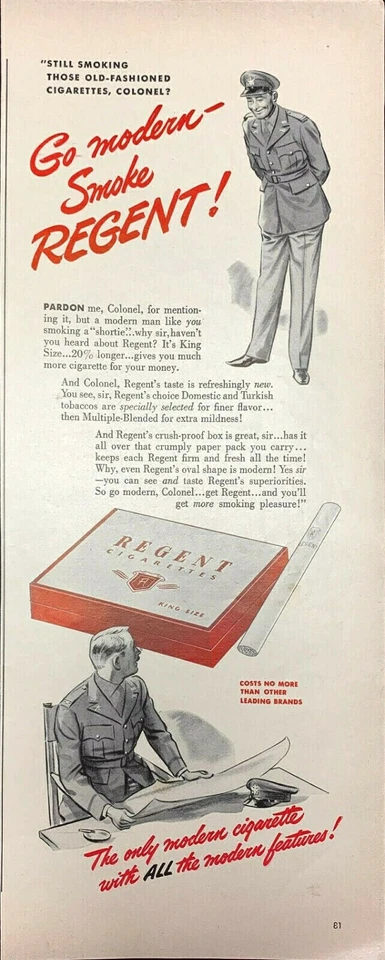 "STILL SMOKING
THOSE OLD-FASHIONED
CIGARETTES, COLONEL?
Go modern—
Smoke
REGENT!
PARDON me, Colonel, for mention-
ing it, but a modern man like you
smoking a "shortie"..why sir, haven't
you heard about Regent? It's King
Size...20% longer...gives you much
more cigarette for your money.
And Colonel, Regent's taste is refreshingly new.
You see, sir, Regent's choice Domestic and Turkish
tobaccos are specially selected for finer flavor...
then Multiple-Blended for extra mildness!
And Regent's crush-proof box is great, sir...has it
all over that crumply paper pack you carry...
keeps each Regent firm and fresh all the time!
Why, even Regent's oval shape is modern! Yes sir
—you can see and taste Regent's superiorities.
So go modern, Colonel...get Regent...and you'll
get more smoking pleasure!"
REGENT
CIGARETTES
R
KING SIZE
REGENT
COSTS NO MORE
THAN OTHER
LEADING BRANDS
The only modern cigarette
with ALL the modern features!
81